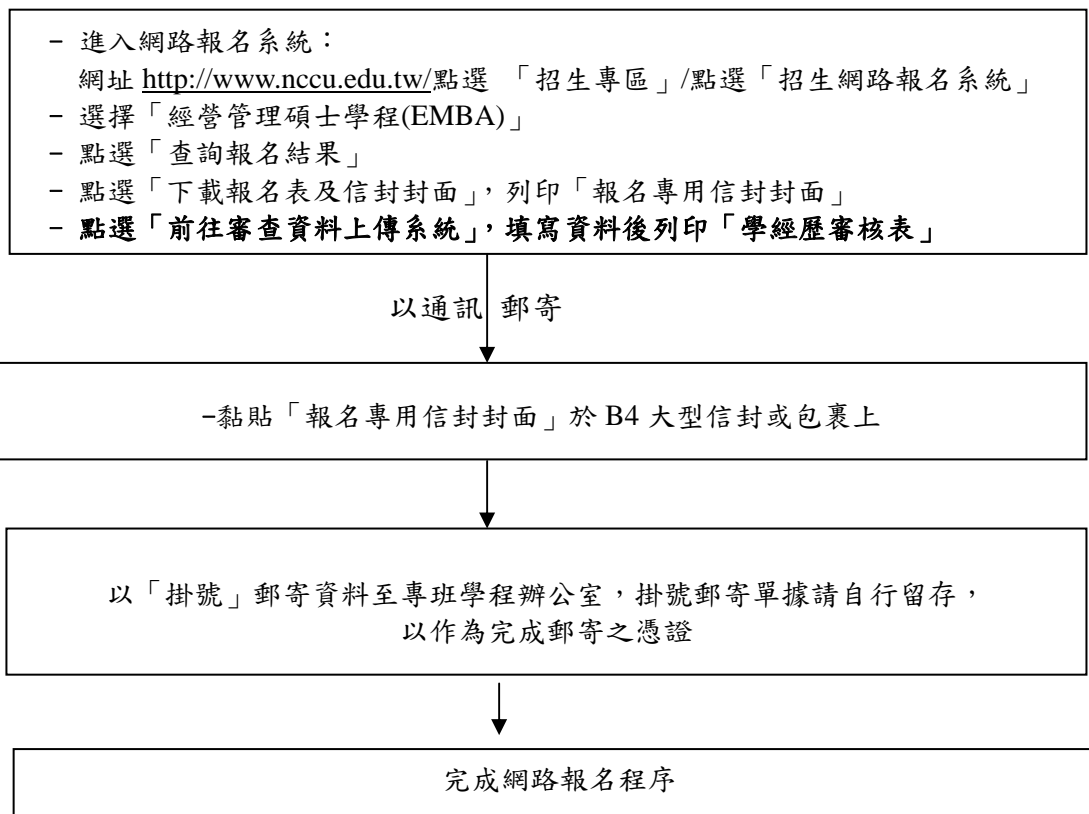 - 進入網路報名系統：
網址 http://www.nccu.edu.tw/點選 「招生專區」/點選「招生網路報名系統」
- 選擇「經營管理碩士學程(EMBA)」
- 點選「查詢報名結果」
- 點選「下載報名表及信封封面」，列印「報名專用信封封面」
- 點選「前往審查資料上傳系統」，填寫資料後列印「學經歷審核表」
以通訊 郵寄
-黏貼「報名專用信封封面」於 B4 大型信封或包裹上
以「掛號」郵寄資料至專班學程辦公室，掛號郵寄單據請自行留存，
以作為完成郵寄之憑證
完成網路報名程序